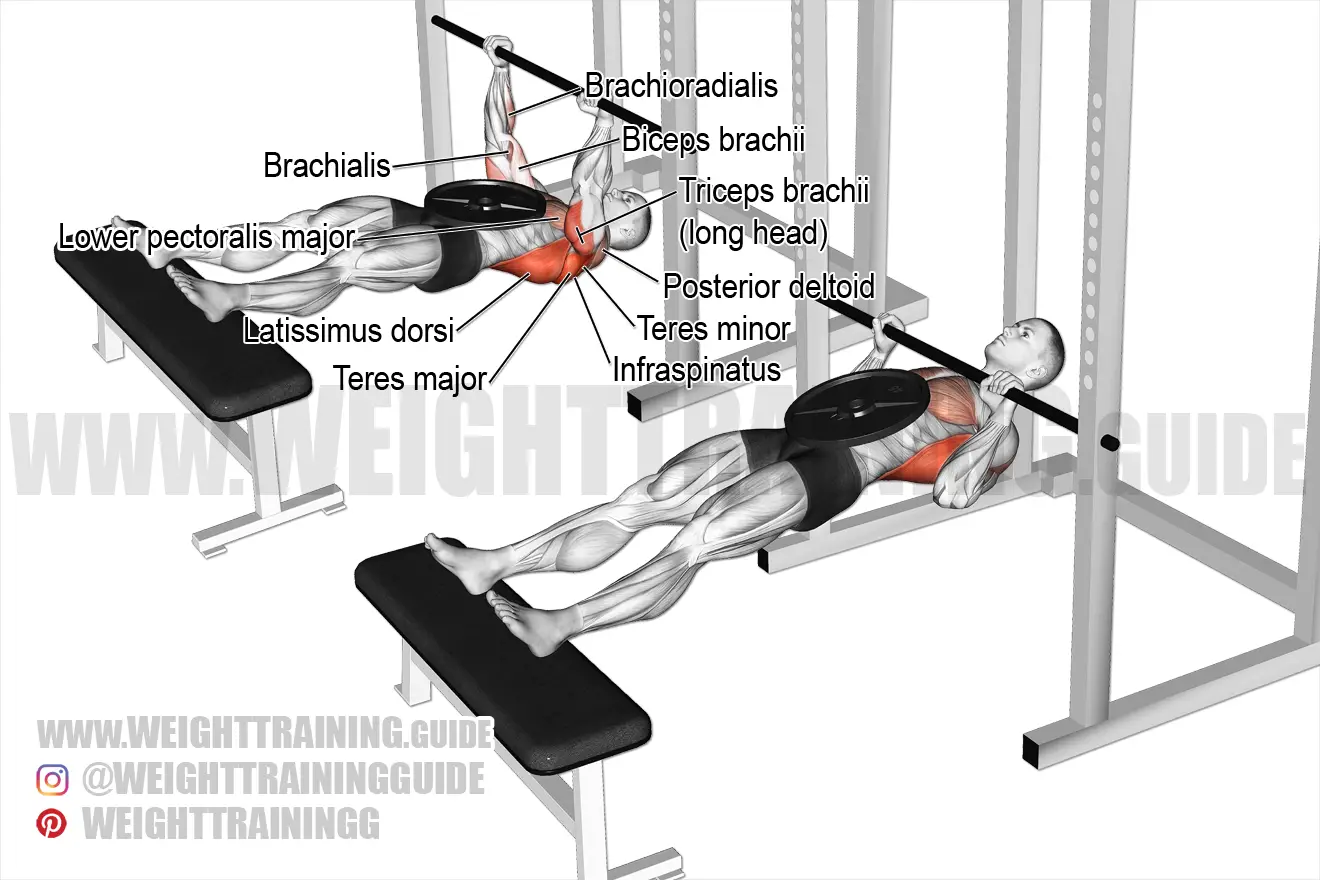 Brachioradialis
Biceps brachii
Brachialis
Triceps brachii
(long head)
Lower pectoralis major
Posterior deltoid
Latissimus dorsi
Teres minor
Teres major
Infraspinatus
WWW.WEIGHTTRAINING.GUIDE
WWW.WEIGHTTRAINING.GUIDE
@WEIGHTTRAININGGUIDE
WEIGHTTRAININGG